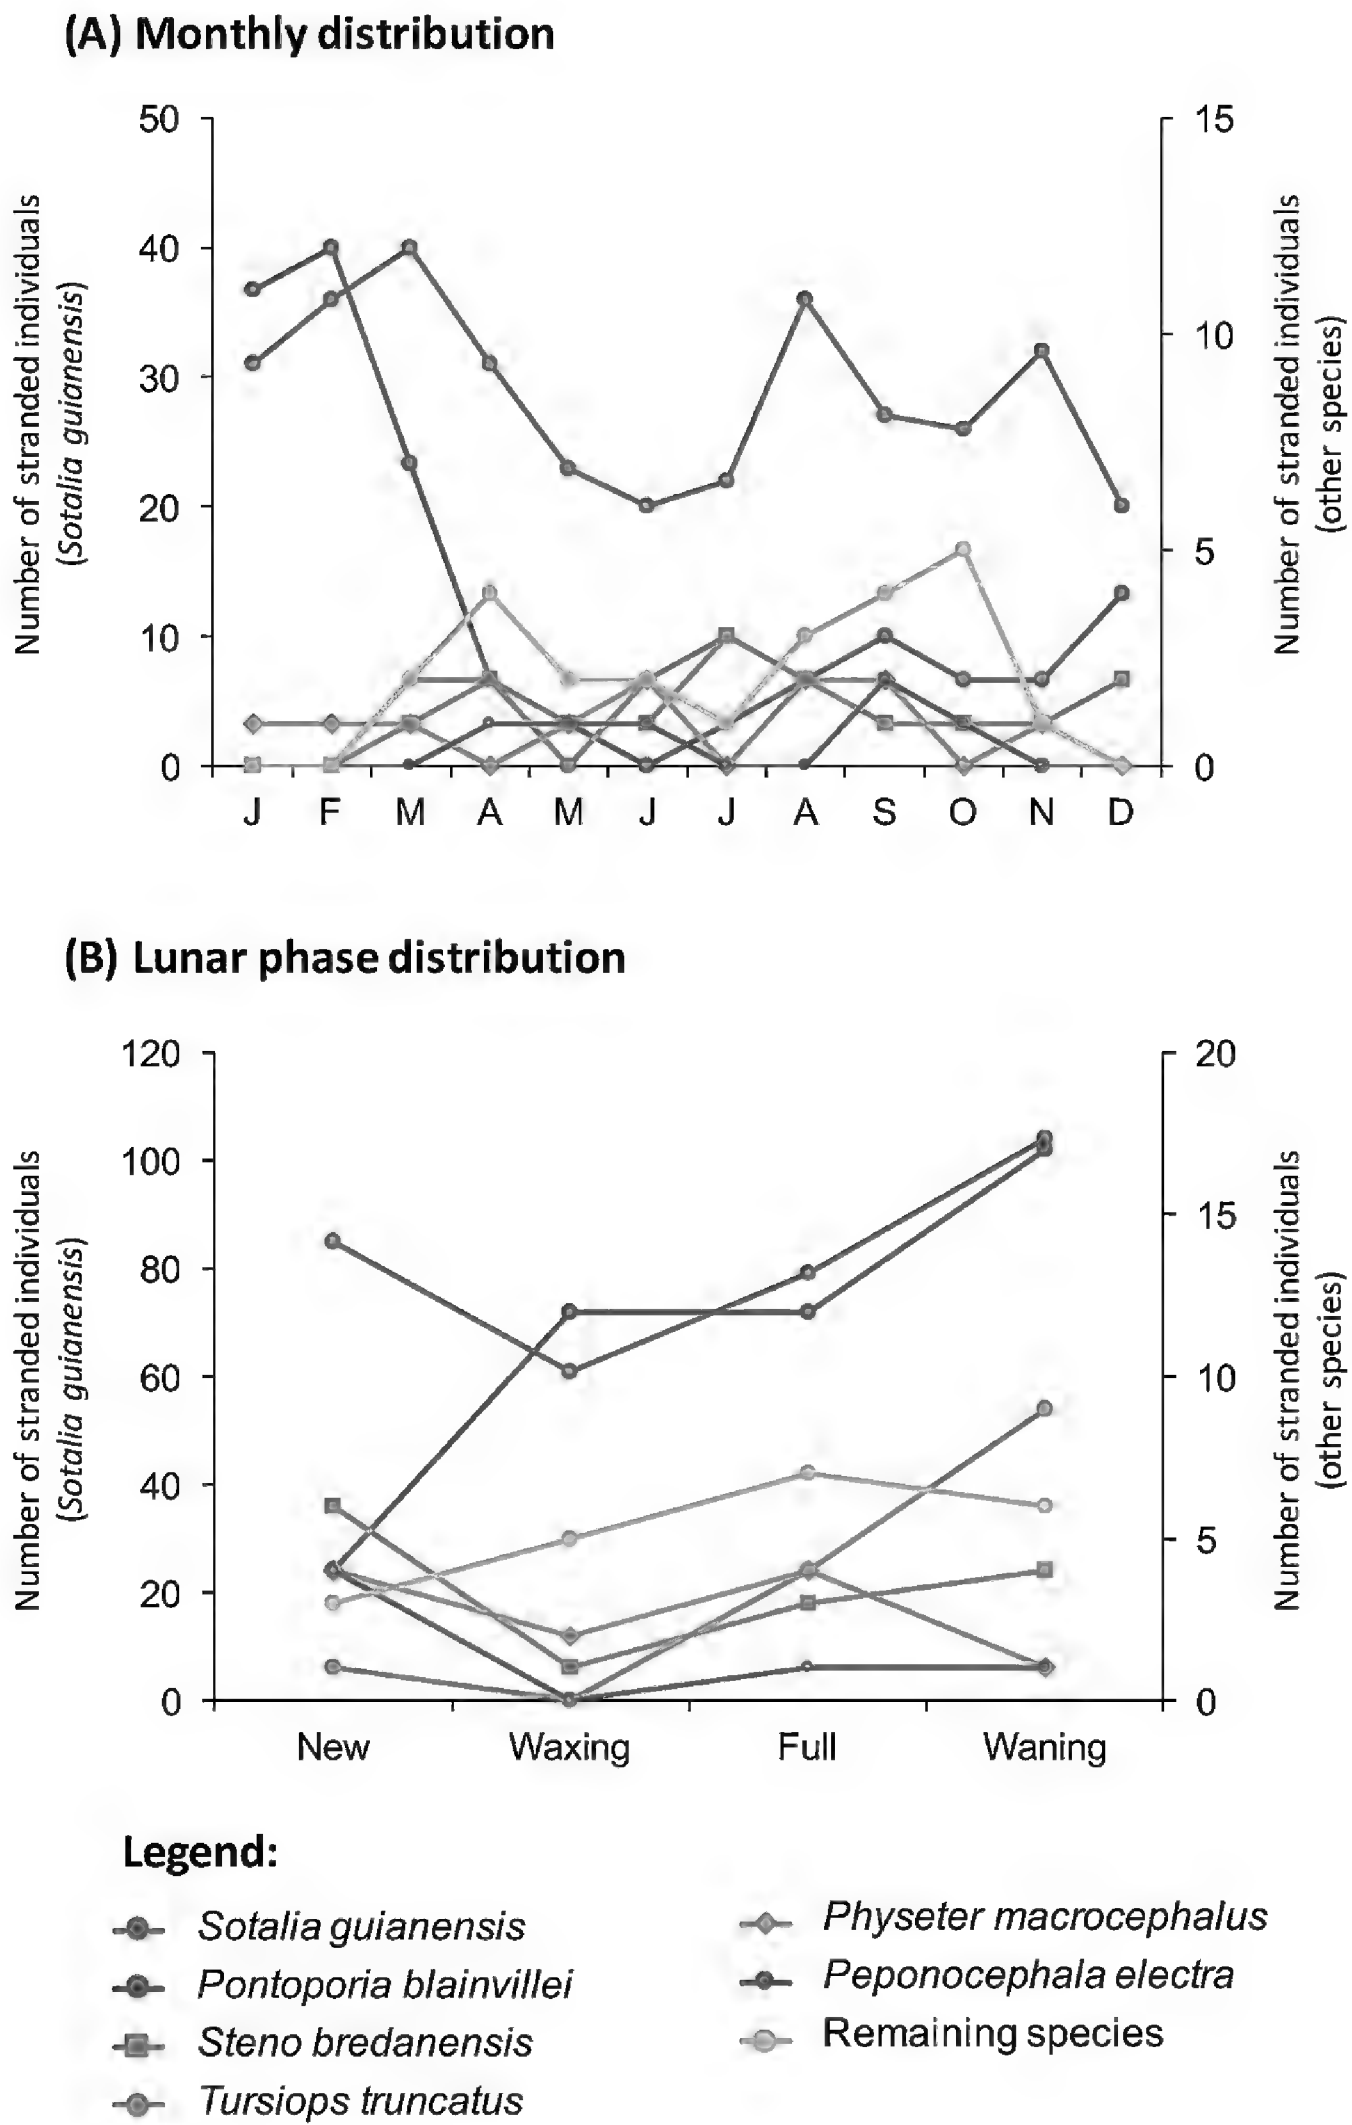 (A) Monthly distribution
Number of stranded individuals
(Sotalia guianensis)
50
40
30
20
10
0
15
10
5
0
Number of stranded individuals
(other species)
J F M A M J J A S O N D
(B) Lunar phase distribution
Number of stranded individuals
(Sotalia guianensis)
120
100
80
60
40
20
0
20
15
10
5
0
Number of stranded individuals
(other species)
New Waxing Full Waning
Legend:
Sotalia guianensis
Pontoporia blainvillei
Steno bredanensis
Tursiops truncatus
Physeter macrocephalus
Peponocephala electra
Remaining species